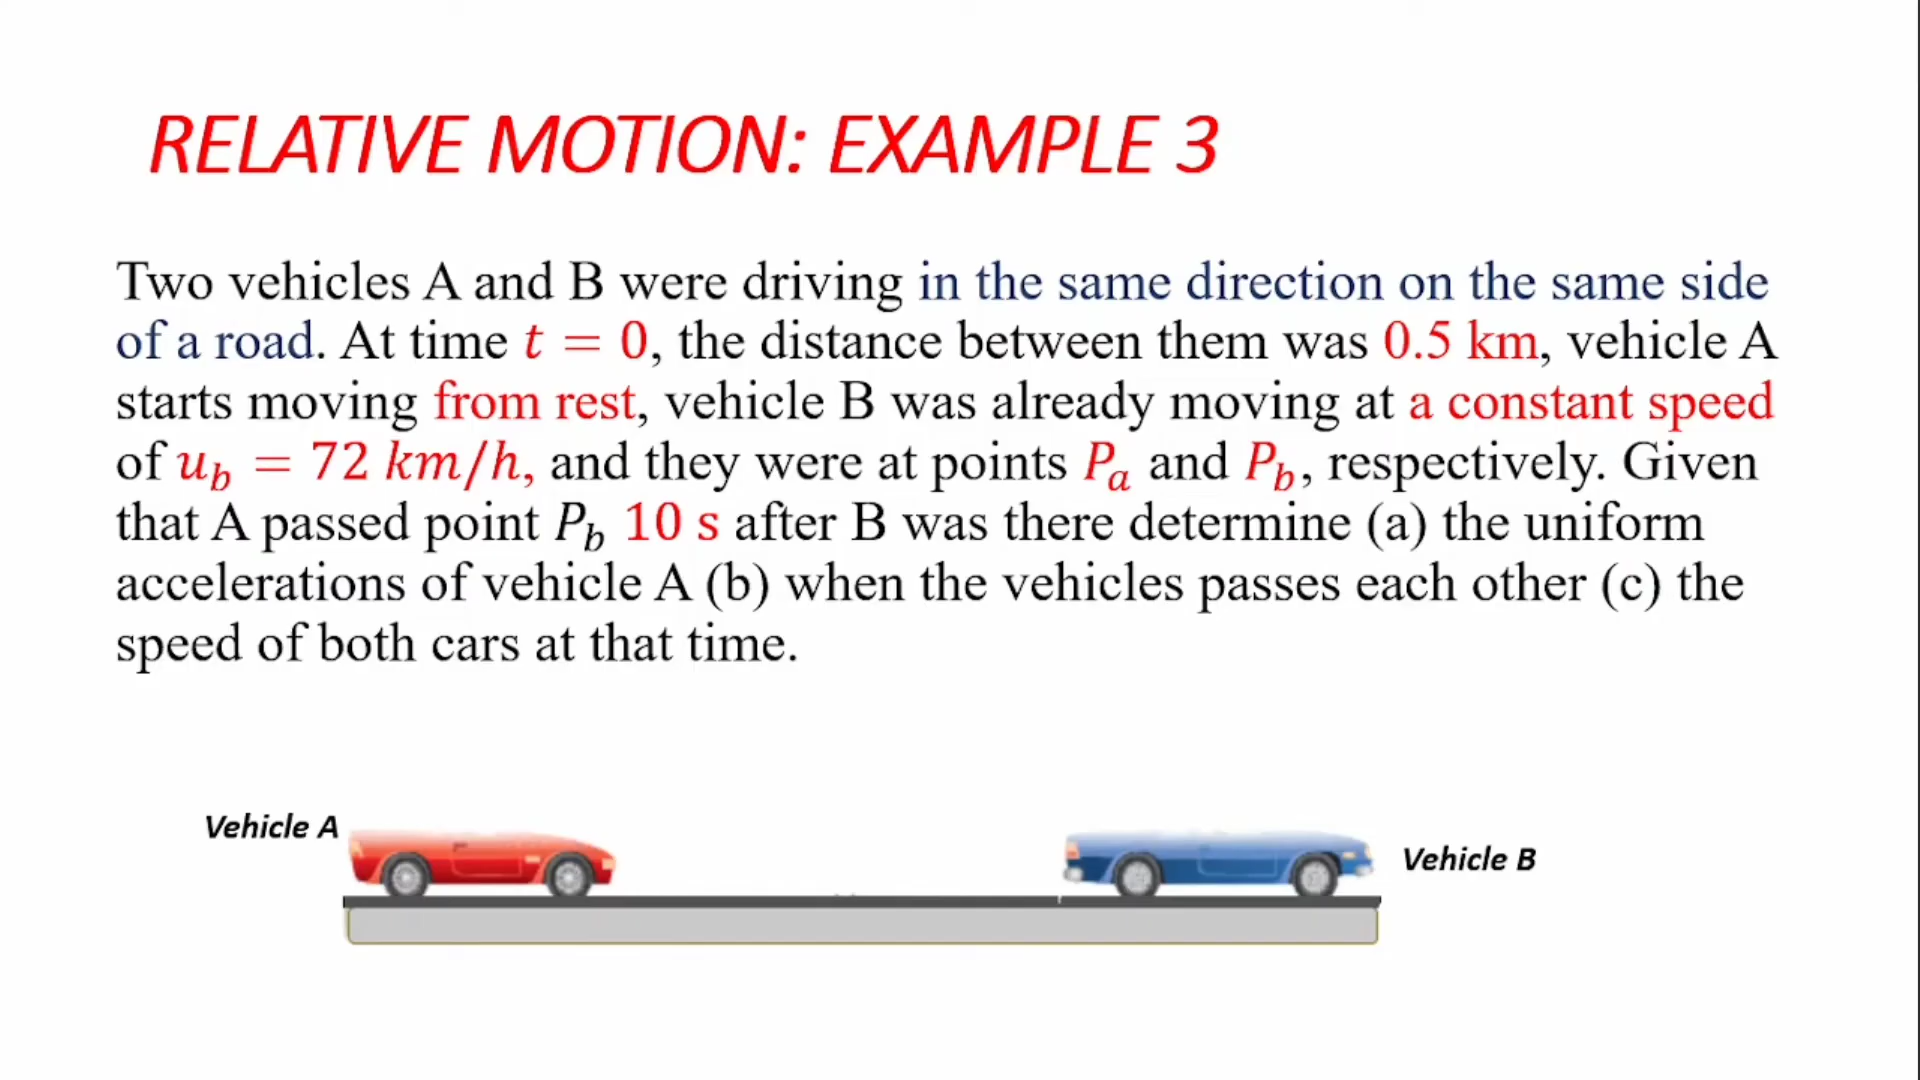 RELATIVE MOTION: EXAMPLE 3
Two vehicles A and B were driving in the same direction on the same side
of a road. At time t = 0, the distance between them was 0.5 km, vehicle A
starts moving from rest, vehicle B was already moving at a constant speed
of u_b = 72 km/h, and they were at points P_a and P_b, respectively. Given
that A passed point P_b 10 s after B was there determine (a) the uniform
accelerations of vehicle A (b) when the vehicles passes each other (c) the
speed of both cars at that time.
Vehicle A
Vehicle B